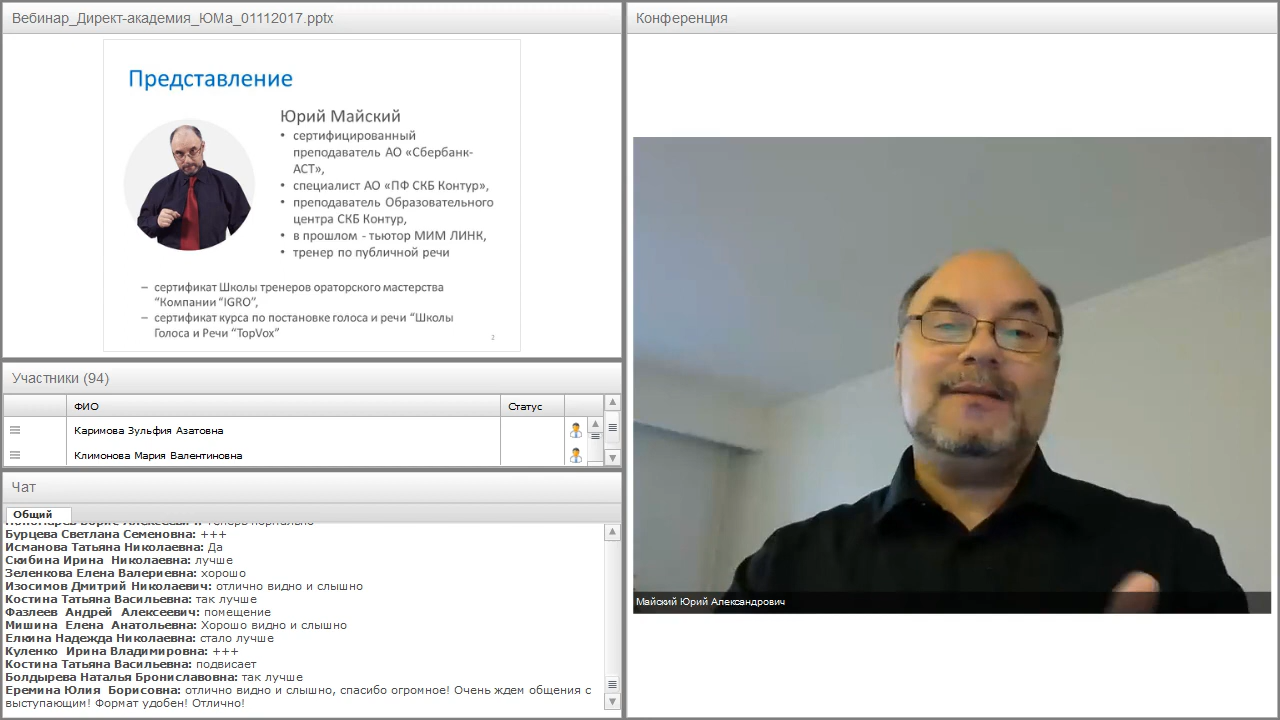 Вебинар_Директ-академия_ЮМа_01112017.pptx
Представление
Юрий Майский
• сертифицированный
преподаватель АО «Сбербанк-
АСТ»,
• специалист АО «ПФ СКБ Контур»,
• преподаватель Образовательного
центра СКБ Контур,
• в прошлом - тьютор МИМ ЛИНК,
• тренер по публичной речи
– сертификат Школы тренеров ораторского мастерства
“Компании “IGRO”,
– сертификат курса по постановке голоса и речи “Школы
Голоса и Речи “TopVox”
2
Участники (94)
ФИО Статус
Каримова Зульфия Азатовна
Климонова Мария Валентиновна
Чат
Общий
Бурцева Светлана Семеновна: +++
Исманова Татьяна Николаевна: Да
Скибина Ирина Николаевна: лучше
Зеленкова Елена Валериевна: хорошо
Изосимов Дмитрий Николаевич: отлично видно и слышно
Костина Татьяна Васильевна: так лучше
Фазлеев Андрей Алексеевич: помещение
Мишина Елена Анатольевна: Хорошо видно и слышно
Елкина Надежда Николаевна: стало лучше
Куленко Ирина Владимировна: +++
Костина Татьяна Васильевна: подвисает
Болдырева Наталья Брониславовна: так лучше
Еремина Юлия Борисовна: отлично видно и слышно, спасибо огромное! Очень ждем общения с
выступающим! Формат удобен! Отлично!
Конференция
Майский Юрий Александрович